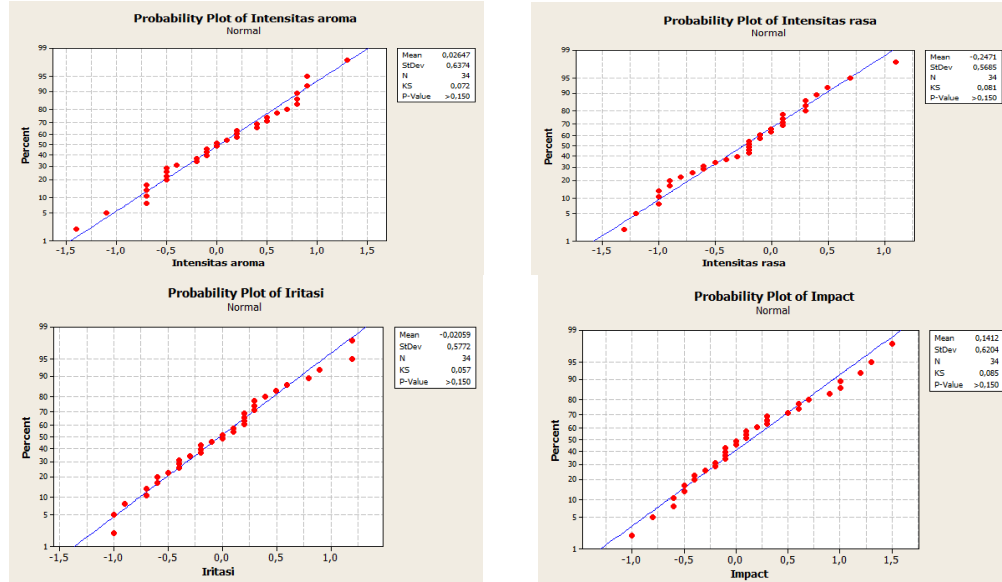 Probability Plot of Intensitas aroma
Normal
99
95
90
80
70
60
50
40
30
20
10
5
1
Percent
-1,5
-1,0
-0,5
0,0
0,5
1,0
1,5
Intensitas aroma
Mean 0,02647
StDev 0,6374
N 34
KS 0,072
P-Value >0,150
Probability Plot of Intensitas rasa
Normal
99
95
90
80
70
60
50
40
30
20
10
5
1
Percent
-1,5
-1,0
-0,5
0,0
0,5
1,0
Intensitas rasa
Mean -0,2471
StDev 0,5685
N 34
KS 0,081
P-Value >0,150
Probability Plot of Iritasi
Normal
99
95
90
80
70
60
50
40
30
20
10
5
1
Percent
-1,5
-1,0
-0,5
0,0
0,5
1,0
Iritasi
Mean -0,02059
StDev 0,5772
N 34
KS 0,057
P-Value >0,150
Probability Plot of Impact
Normal
99
95
90
80
70
60
50
40
30
20
10
5
1
Percent
-1,5
-1,0
-0,5
0,0
0,5
1,0
1,5
Impact
Mean 0,1412
StDev 0,6204
N 34
KS 0,085
P-Value >0,150